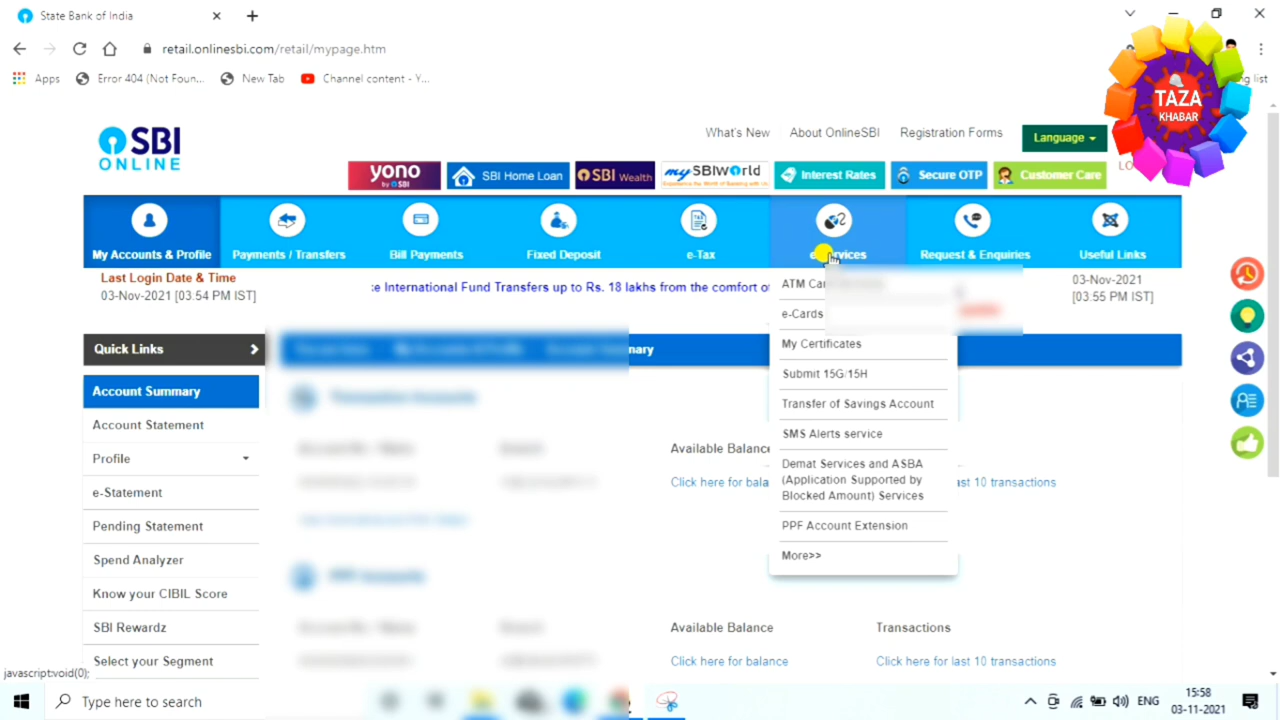 State Bank of India
retail.onlinesbi.com/retail/mypage.htm
Apps
Error 404 (Not Foun...
New Tab
Channel content - Y...
ng list
TAZA
KHABAR
SBI
ONLINE
What's New
About OnlineSBI
Registration Forms
Language
yono
by SBI
SBI Home Loan
SBI Wealth
my SBIWorld
Interest Rates
Secure OTP
Customer Care
LO
My Accounts & Profile
Payments / Transfers
Bill Payments
Fixed Deposit
e-Tax
Request & Enquiries
Useful Links
Last Login Date & Time
03-Nov-2021 [03:54 PM IST]
International Fund Transfers up to Rs. 18 lakhs from the comfort of
03-Nov-2021
[03:55 PM IST]
ATM
e-Cards
My Certificates
Submit 15G/15H
Transfer of Savings Account
SMS Alerts service
Demat Services and ASBA
(Application Supported by
Blocked Amount) Services
PPF Account Extension
More>>
Quick Links
Account Summary
Account Statement
Profile
e-Statement
Pending Statement
Spend Analyzer
Know your CIBIL Score
SBI Rewardz
Select your Segment
mary
Available Balance
Click here for bala
ast 10 transactions
Available Balance
Transactions
Click here for balance
Click here for last 10 transactions
javascript:void(0);
Type here to search
ENG
15:58
03-11-2021